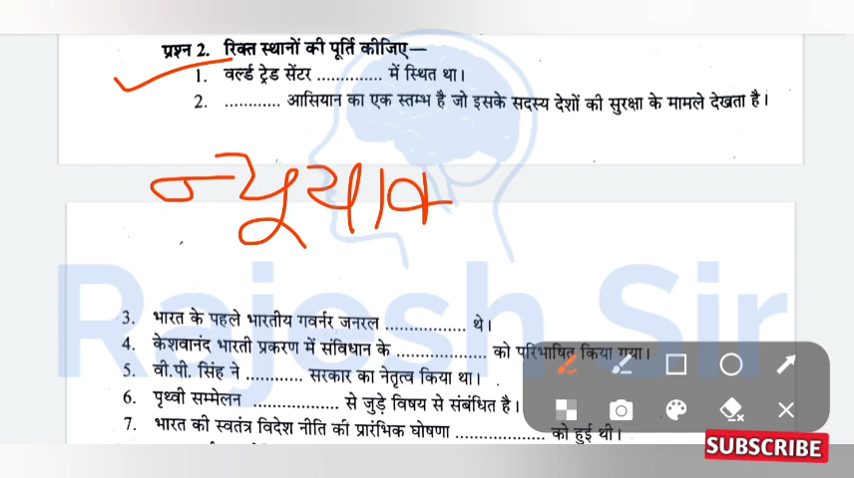 प्रश्न 2. रिक्त स्थानों की पूर्ति कीजिए—
1. वर्ल्ड ट्रेड सेंटर .............. में स्थित था।
2. ............ आसियान का एक स्तम्भ है जो इसके सदस्य देशों की सुरक्षा के मामले देखता है।
Rajesh Sir
3. भारत के पहले भारतीय गवर्नर जनरल ................. थे।
4. केशवानंद भारती प्रकरण में संविधान के ................... को परिभाषित किया गया।
5. वी.पी. सिंह ने ............ सरकार का नेतृत्व किया था।
6. पृथ्वी सम्मेलन .................. से जुड़े विषय से संबंधित है।
7. भारत की स्वतंत्र विदेश नीति की प्रारंभिक घोषणा ................... को हुई थी।
SUBSCRIBE